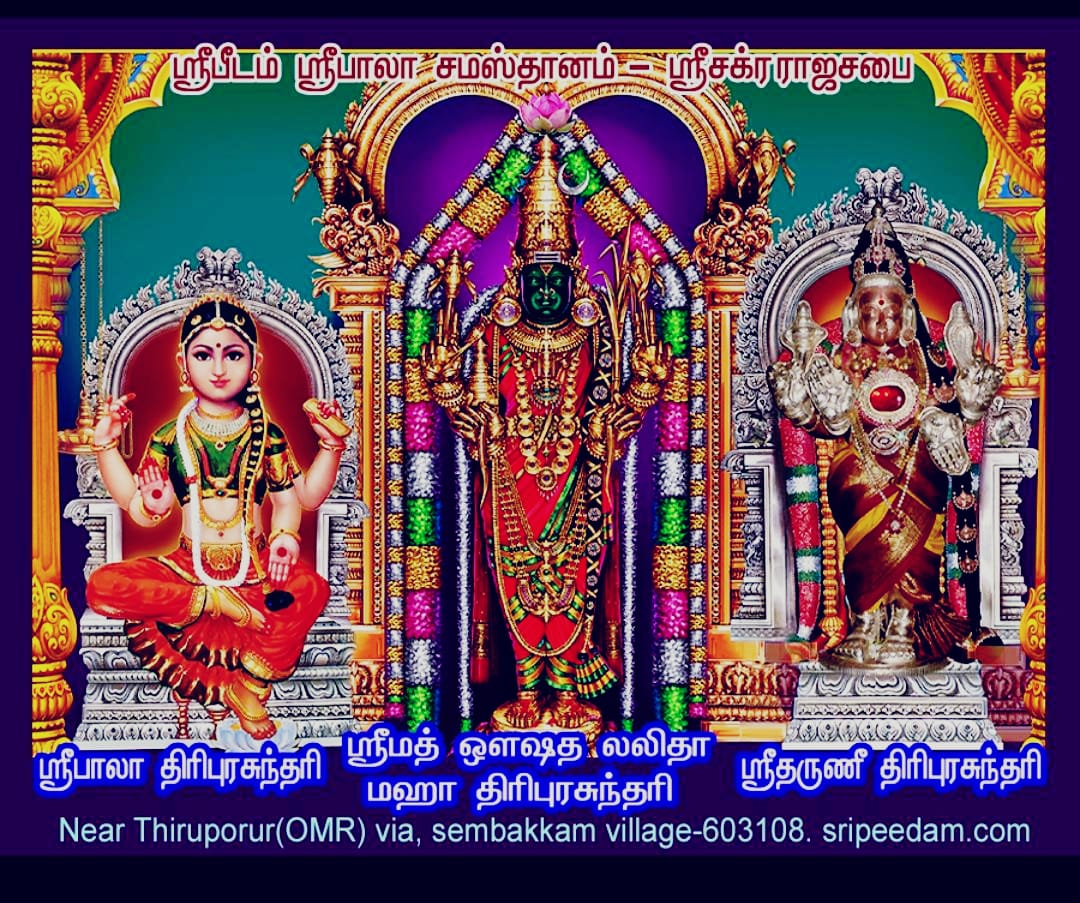 ஸ்ரீபீடம் ஸ்ரீபாலா சமஸ்தானம் – ஸ்ரீசக்ரராஜசபை
ஸ்ரீபாலா திரிபுரசுந்தரி
ஸ்ரீமத் ஔஷத லலிதா
மஹா திரிபுரசுந்தரி
ஸ்ரீதருணீ திரிபுரசுந்தரி
Near Thiruporur(OMR) via, sembakkam village-603108. sripeedam.com